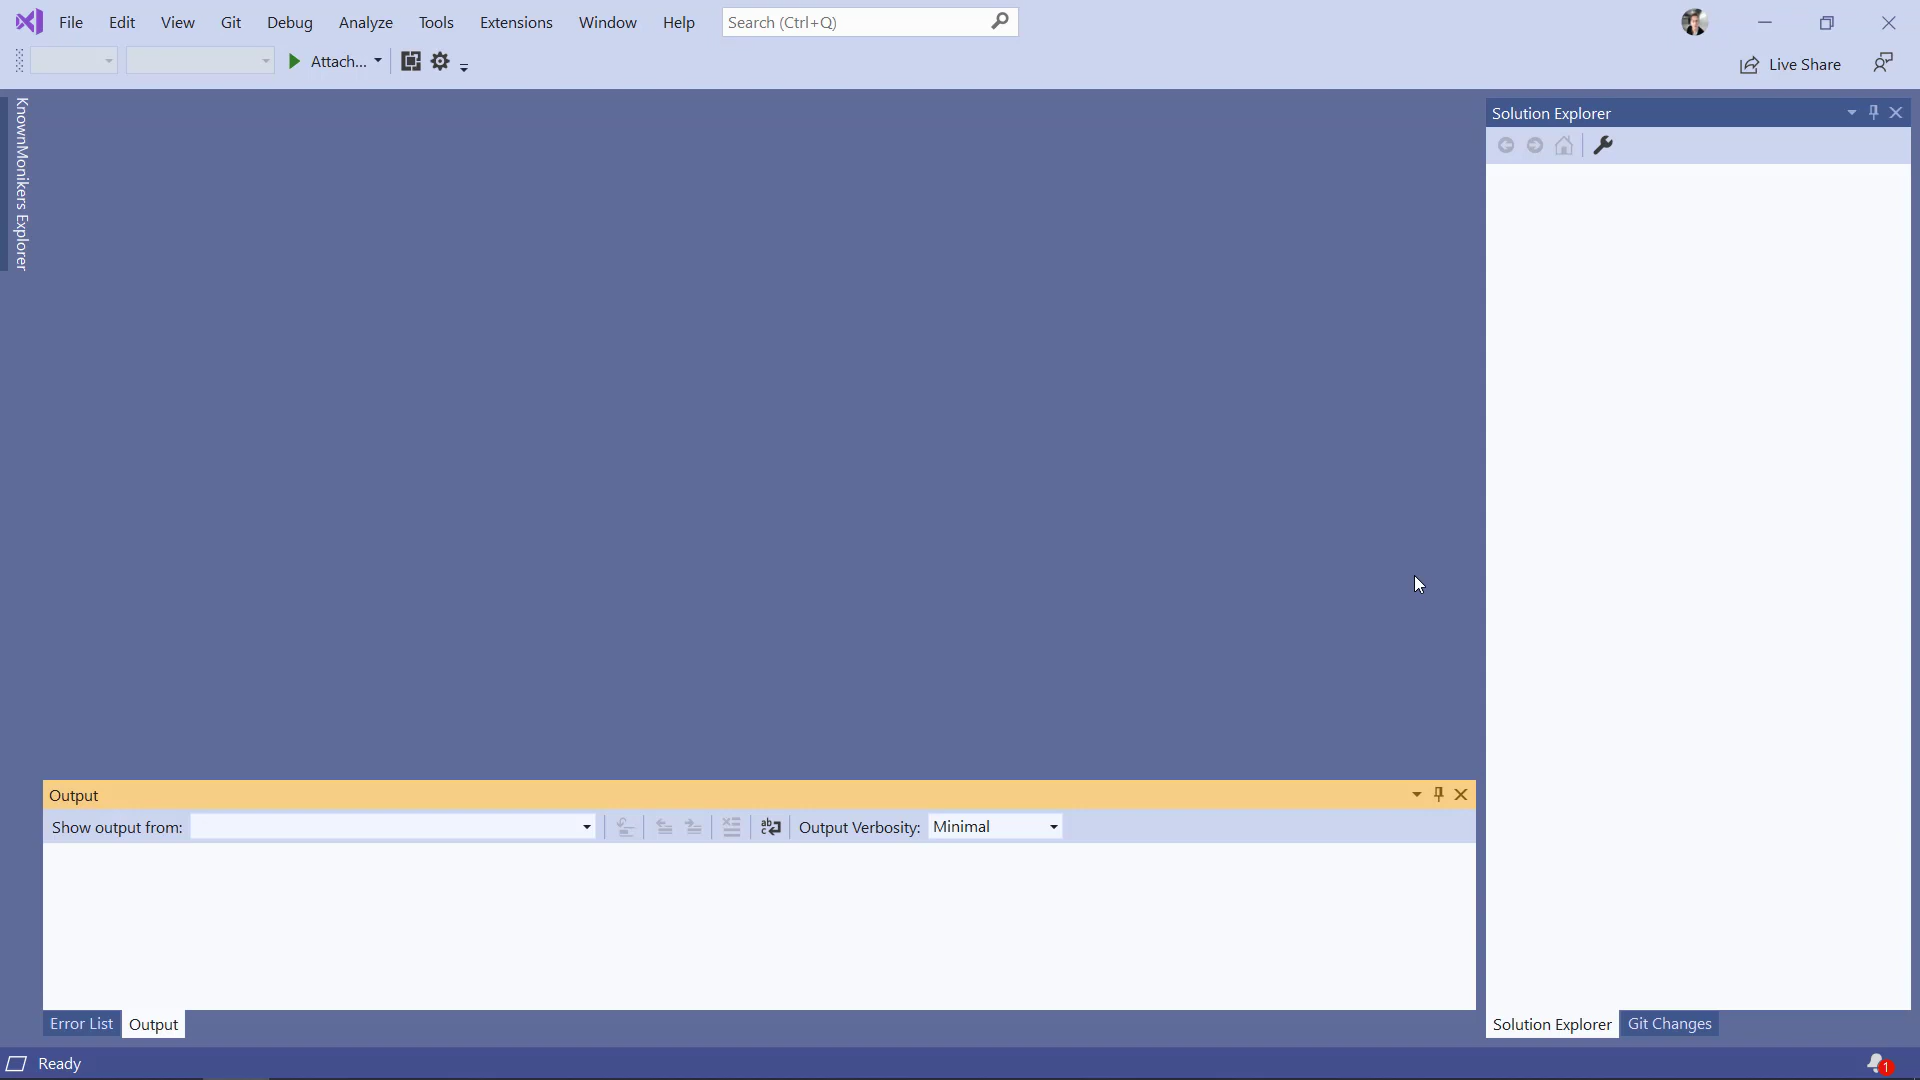 File Edit View Git Debug Analyze Tools Extensions Window Help Search (Ctrl+Q)
Attach... Live Share
KnownMonikers Explorer
Solution Explorer
Output
Show output from: Output Verbosity: Minimal
Error List Output
Solution Explorer Git Changes
Ready 1